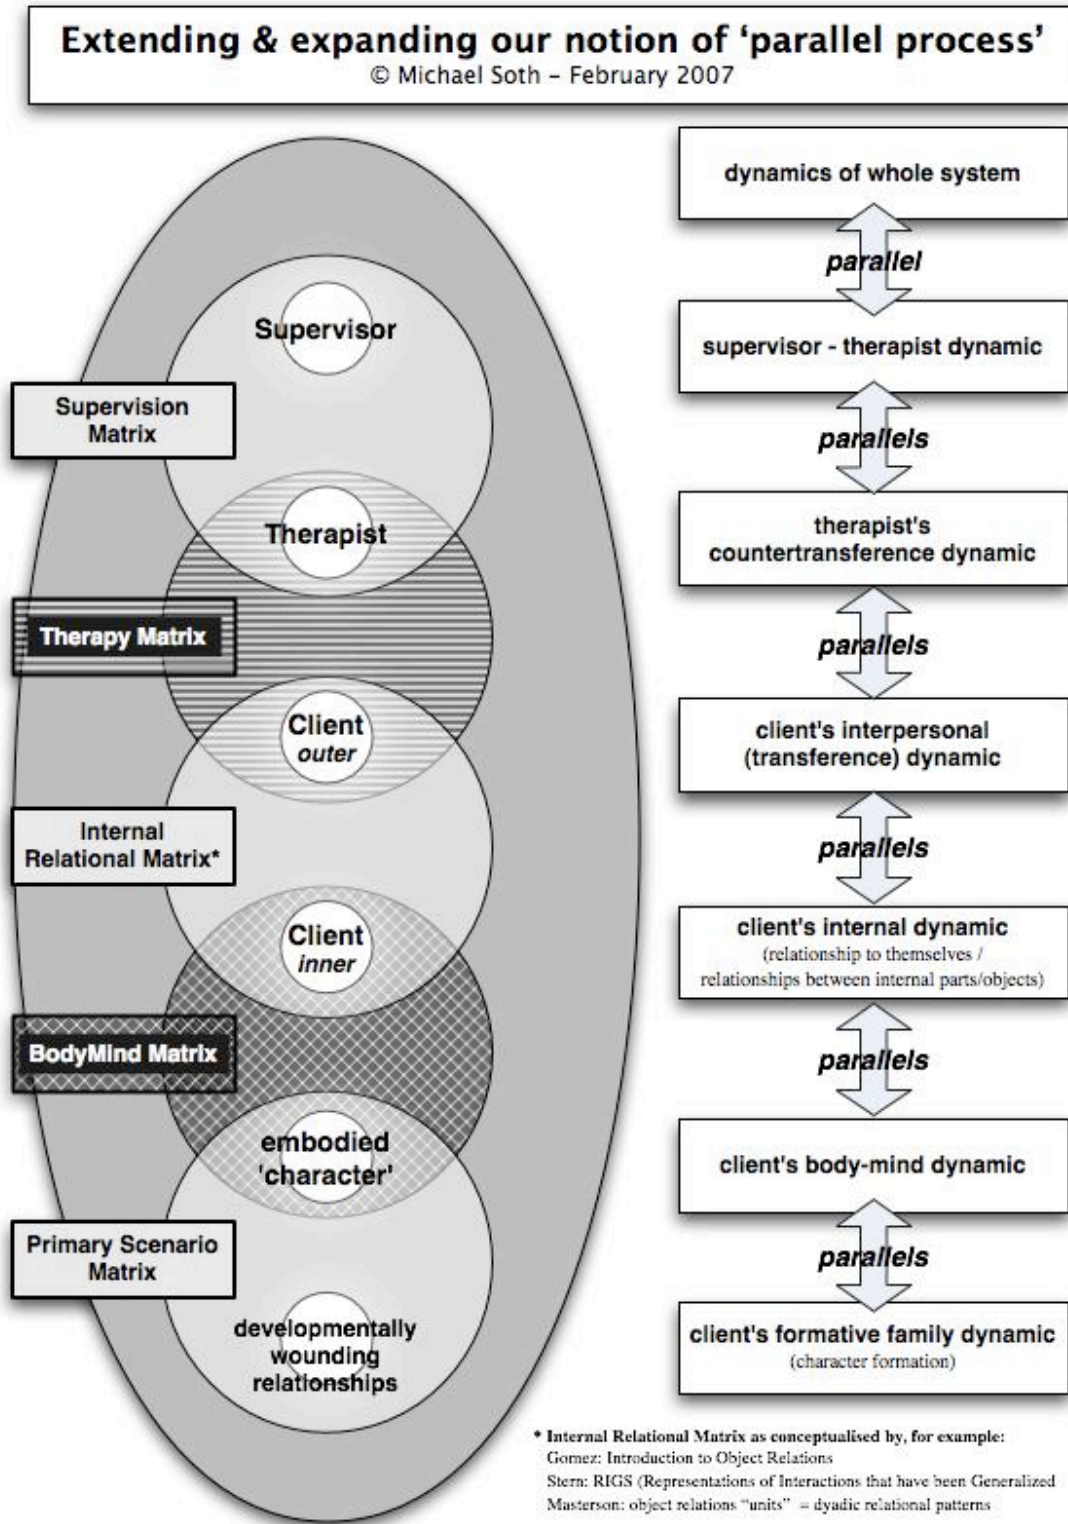 Extending & expanding our notion of ‘parallel process’
© Michael Soth – February 2007
Supervisor
Supervision
Matrix
Therapist
Therapy Matrix
Client
outer
Internal
Relational Matrix*
Client
inner
BodyMind Matrix
embodied
'character'
Primary Scenario
Matrix
developmentally
wounding
relationships
dynamics of whole system
parallel
supervisor - therapist dynamic
parallels
therapist's
countertransference dynamic
parallels
client's interpersonal
(transference) dynamic
parallels
client's internal dynamic
(relationship to themselves /
relationships between internal parts/objects)
parallels
client's body-mind dynamic
parallels
client's formative family dynamic
(character formation)
* Internal Relational Matrix as conceptualised by, for example:
Gomez: Introduction to Object Relations
Stern: RIGS (Representations of Interactions that have been Generalized
Masterson: object relations “units” = dyadic relational patterns